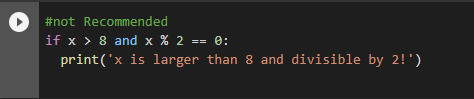 #not Recommended
if x > 8 and x % 2 == 0:
  print('x is larger than 8 and divisible by 2!')